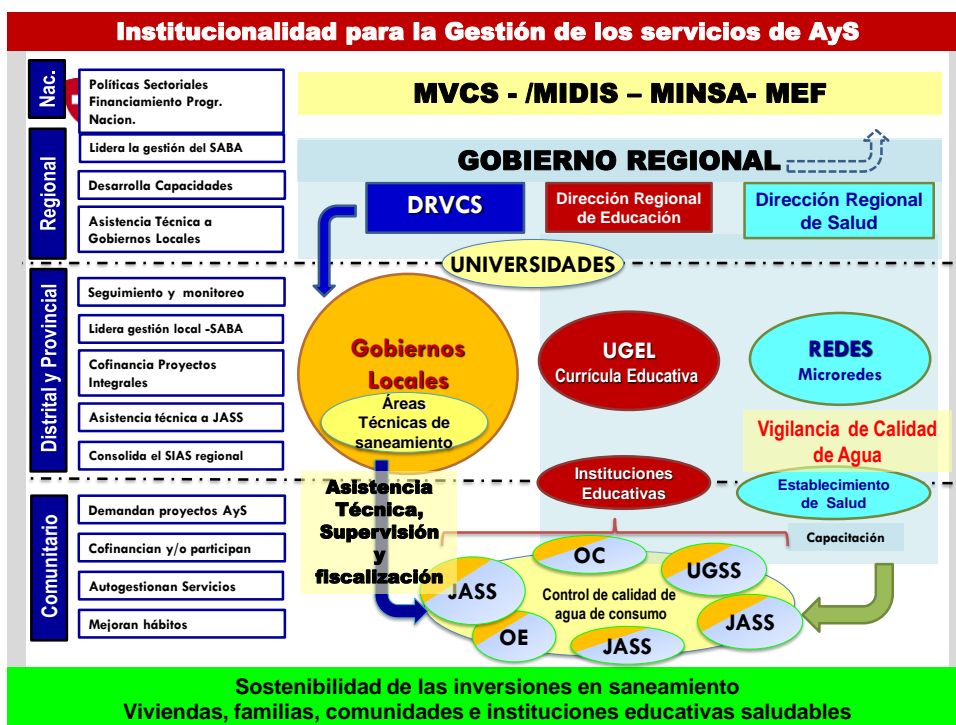 Institucionalidad para la Gestión de los servicios de AyS
Nac.
Políticas Sectoriales
Financiamiento Progr.
Nacion.
MVCS - /MIDIS – MINSA- MEF
Regional
Lidera la gestión del SABA
Desarrolla Capacidades
Asistencia Técnica a
Gobiernos Locales
GOBIERNO REGIONAL
DRVCS
Dirección Regional
de Educación
Dirección Regional
de Salud
UNIVERSIDADES
Distrital y Provincial
Seguimiento y monitoreo
Lidera gestión local -SABA
Cofinancia Proyectos
Integrales
Asistencia técnica a JASS
Consolida el SIAS regional
Gobiernos
Locales
Áreas
Técnicas de
saneamiento
UGEL
Currícula Educativa
REDES
Microredes
Vigilancia de Calidad
de Agua
Instituciones
Educativas
Establecimiento
de Salud
Capacitación
Comunitario
Demandan proyectos AyS
Cofinancian y/o participan
Autogestionan Servicios
Mejoran hábitos
Asistencia
Técnica,
Supervisión
y
fiscalización
OC
UGSS
JASS
Control de calidad de
agua de consumo
JASS
OE
JASS
Sostenibilidad de las inversiones en saneamiento
Viviendas, familias, comunidades e instituciones educativas saludables